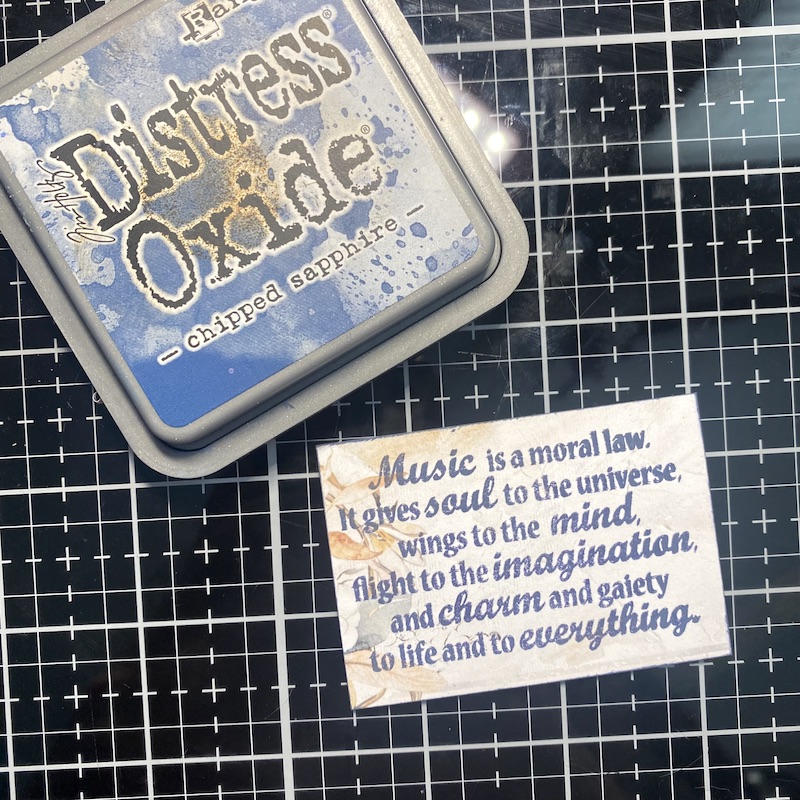 Distress®
Oxide®
— chipped sapphire —
Music is a moral law.
It gives soul to the universe,
wings to the mind,
flight to the imagination,
and charm and gaiety
to life and to everything.